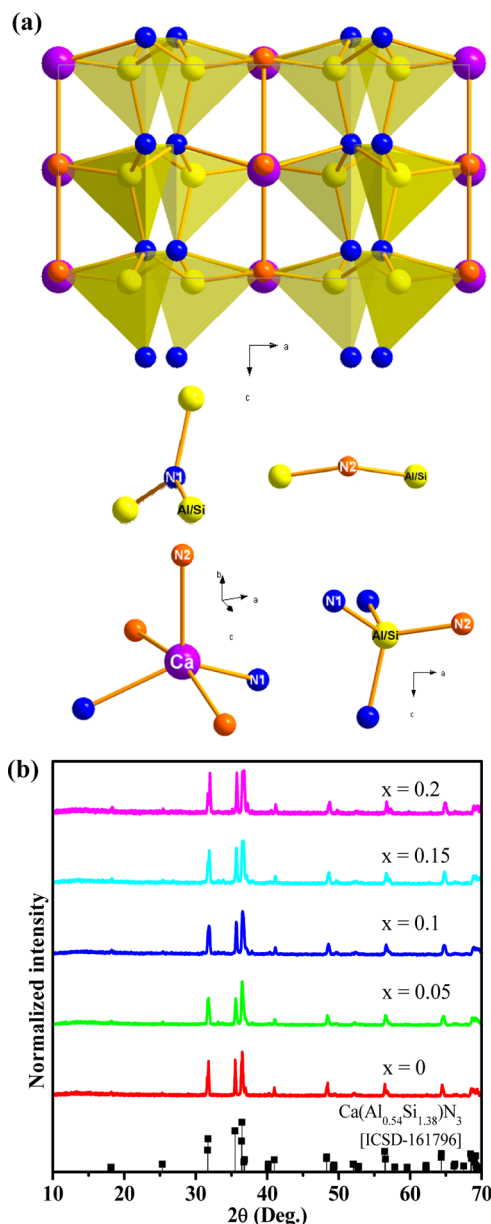 (a)
a
c
N1
Al/Si
N2
Al/Si
N2
b
a
c
Ca
N1
N1
Al/Si
N2
a
c
(b)
x = 0.2
x = 0.15
x = 0.1
x = 0.05
x = 0
Ca(Al₀.₅₄Si₁.₃₈)N₃
[ICSD-161796]
Normalized intensity
10 20 30 40 50 60 70
2θ (Deg.)